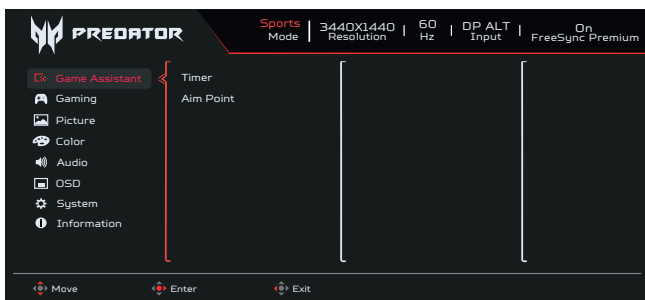 PREDATOR
Sports Mode
3440X1440 Resolution
60 Hz
DP ALT Input
On FreeSync Premium
Game Assistant
Timer
Gaming
Aim Point
Picture
Color
Audio
OSD
System
Information
Move
Enter
Exit